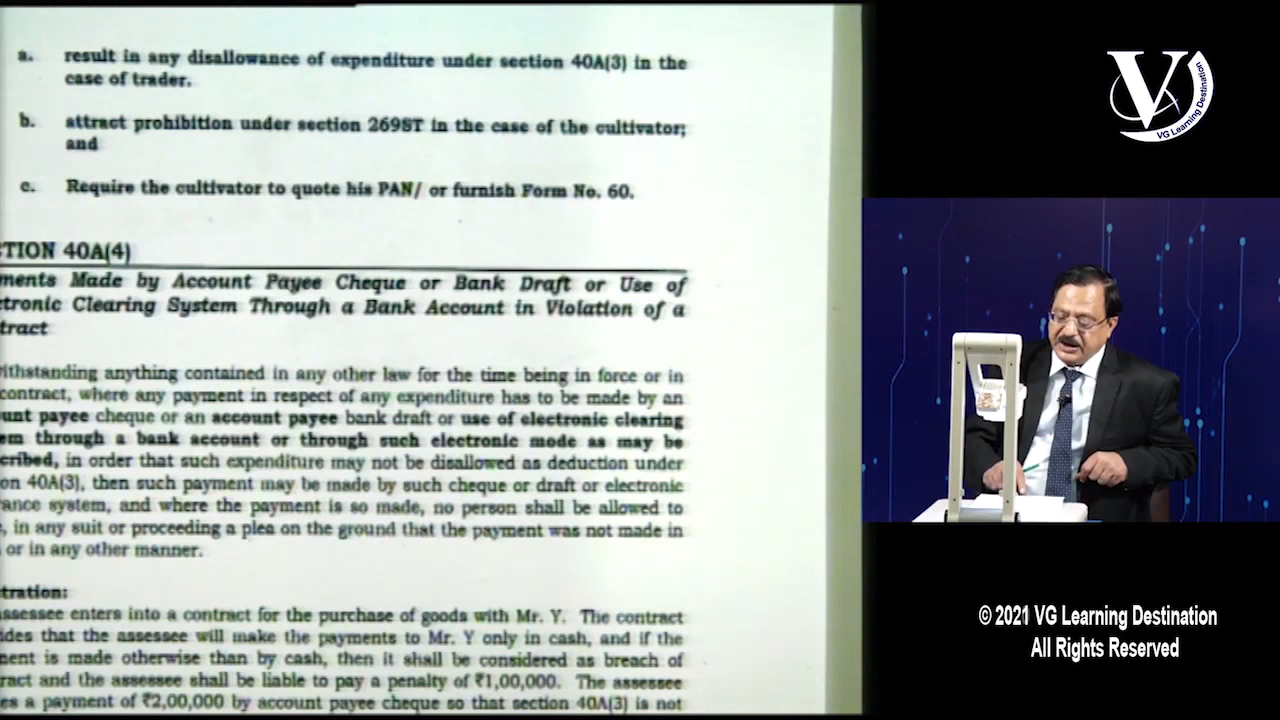 a. result in any disallowance of expenditure under section 40A(3) in the
case of trader.
b. attract prohibition under section 269ST in the case of the cultivator;
and
c. Require the cultivator to quote his PAN/ or furnish Form No. 60.
CTION 40A(4)
ments Made by Account Payee Cheque or Bank Draft or Use of
ctronic Clearing System Through a Bank Account in Violation of a
tract
ithstanding anything contained in any other law for the time being in force or in
contract, where any payment in respect of any expenditure has to be made by an
unt payee cheque or an account payee bank draft or use of electronic clearing
em through a bank account or through such electronic mode as may be
cribed, in order that such expenditure may not be disallowed as deduction under
on 40A(3), then such payment may be made by such cheque or draft or electronic
rance system, and where the payment is so made, no person shall be allowed to
, in any suit or proceeding a plea on the ground that the payment was not made in
or in any other manner.
tration:
assessee enters into a contract for the purchase of goods with Mr. Y. The contract
ides that the assessee will make the payments to Mr. Y only in cash, and if the
ment is made otherwise than by cash, then it shall be considered as breach of
ract and the assessee shall be liable to pay a penalty of ₹1,00,000. The assessee
es a payment of ₹2,00,000 by account payee cheque so that section 40A(3) is not
V
VG Learning Destination
© 2021 VG Learning Destination
All Rights Reserved